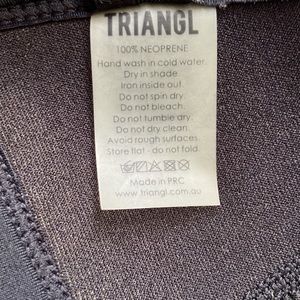 TRIANGL
100% NEOPRENE
Hand wash in cold water.
Dry in shade.
Iron inside out
Do not spin dry.
Do not bleach.
Do not tumble dry.
Do not dry clean.
Avoid rough surfaces.
Store flat - do not fold.
Made in PRC
www.triangl.com.au